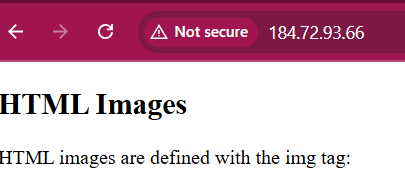 Not secure 184.72.93.66
HTML Images
HTML images are defined with the img tag: